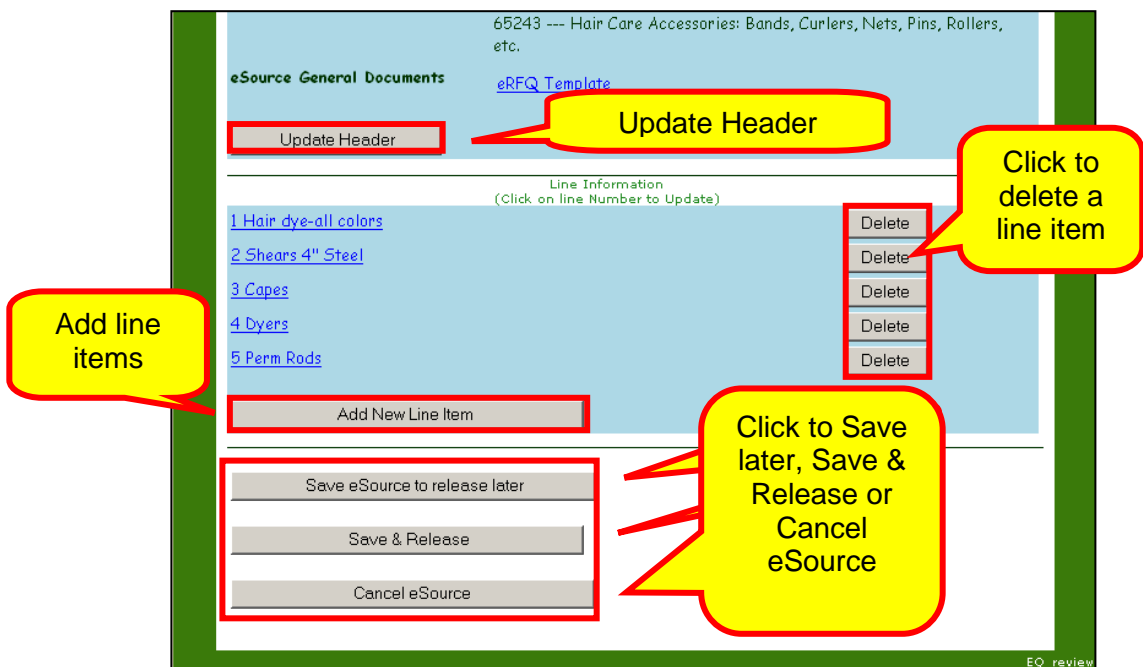 65243 --- Hair Care Accessories: Bands, Curlers, Nets, Pins, Rollers,
etc.
eSource General Documents
eRFQ Template
Update Header
Update Header
Click to
delete a
line item
Line Information
(Click on line Number to Update)
1 Hair dye-all colors
Delete
2 Shears 4" Steel
Delete
3 Capes
Delete
4 Dyers
Delete
5 Perm Rods
Delete
Add line
items
Add New Line Item
Click to Save
later, Save &
Release or
Cancel
eSource
Save eSource to release later
Save & Release
Cancel eSource
EQ review